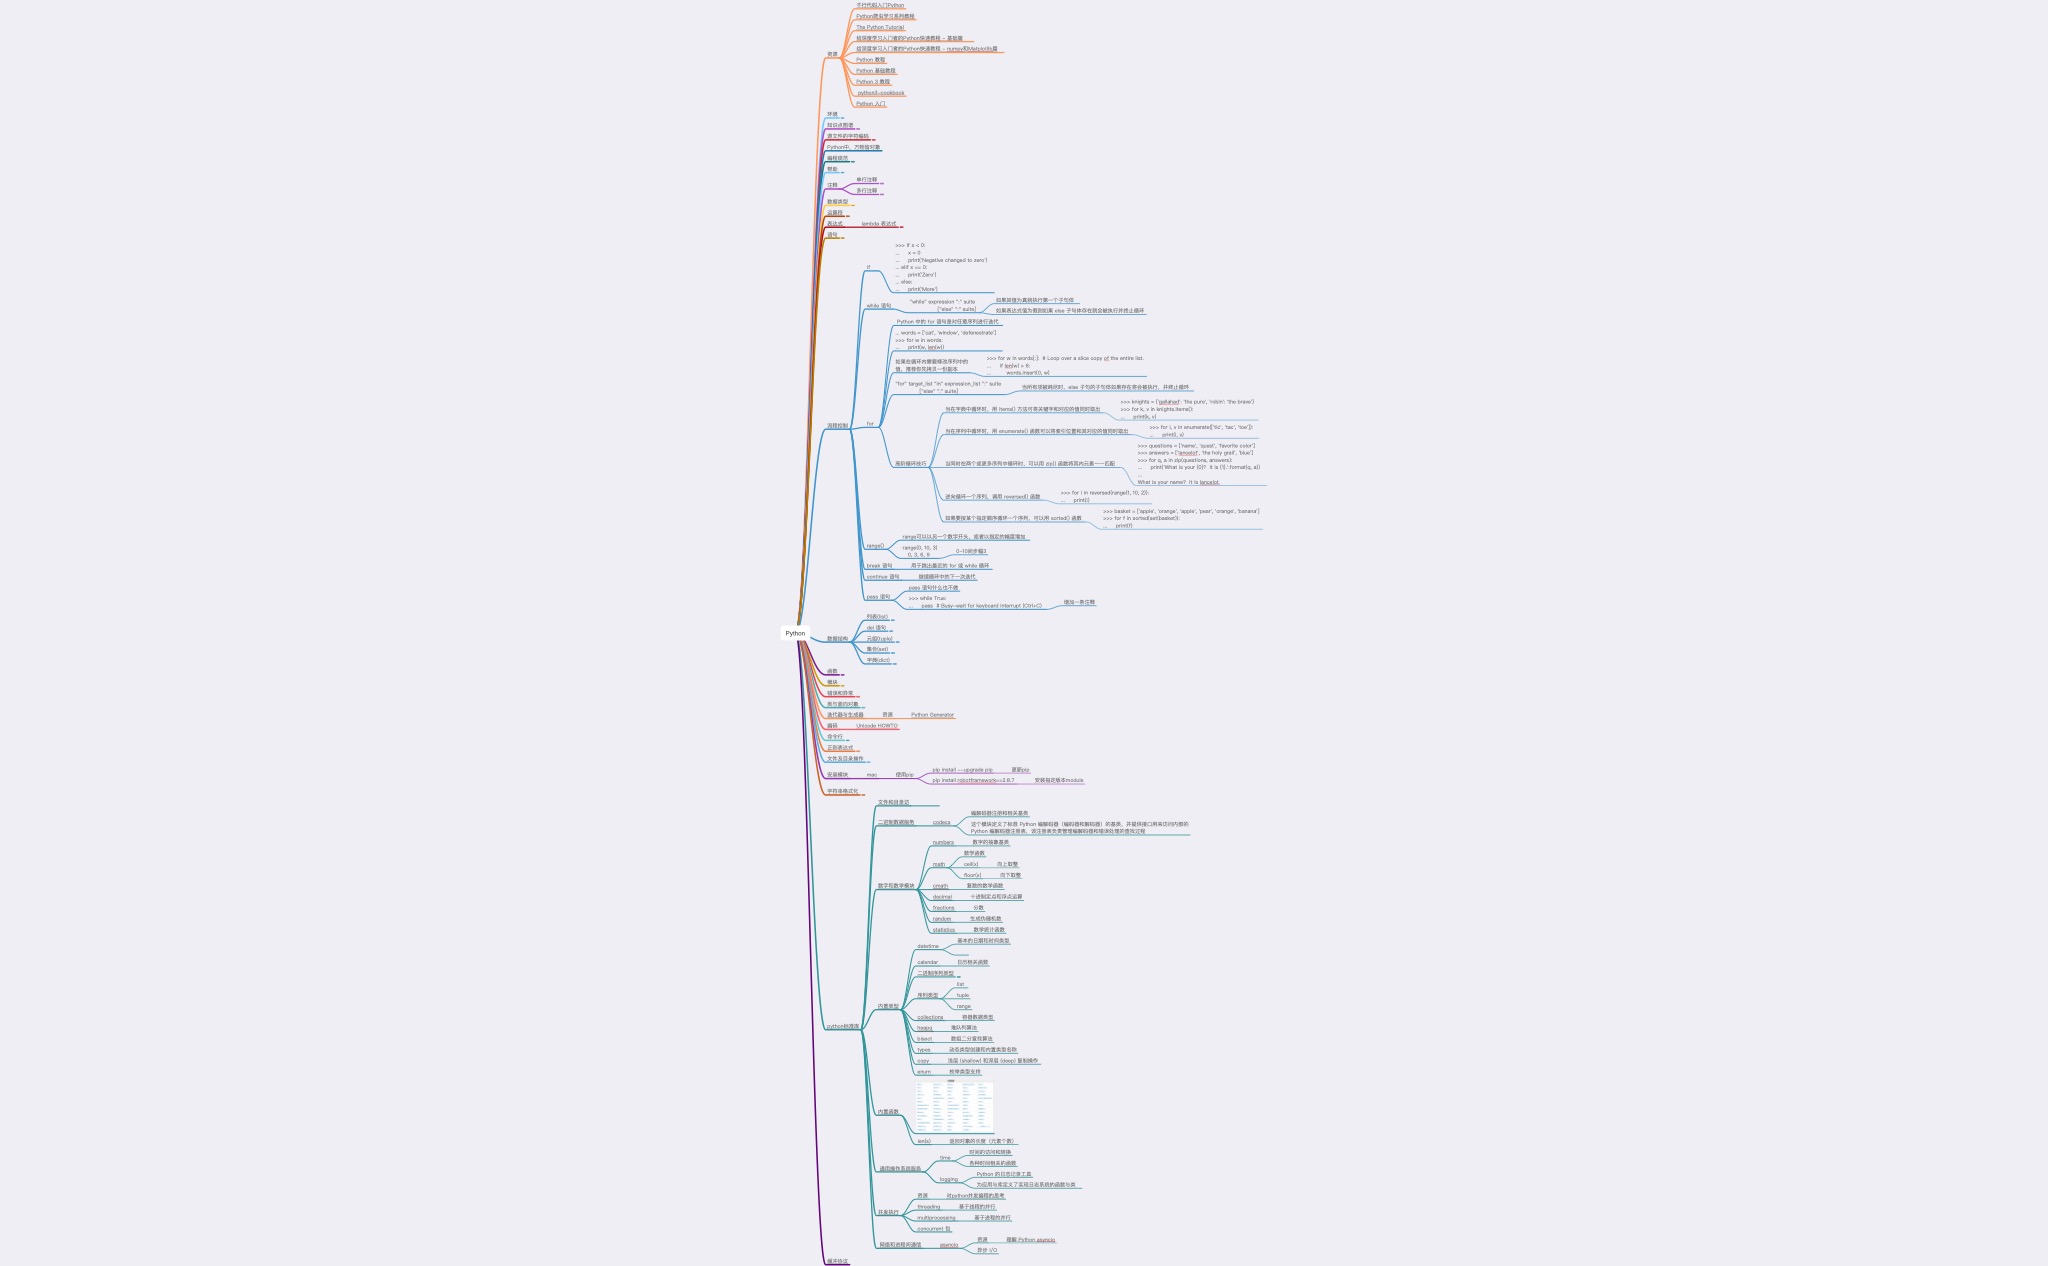 千行代码入门Python
Python爬虫学习系列教程
The Python Tutorial
给深度学习入门者的Python快速教程 - 基础篇
给深度学习入门者的Python快速教程 - numpy和Matplotlib篇
资源
Python 教程
Python 基础教程
Python 3 教程
python3-cookbook
Python 入门
环境
知识点图谱
源文件的字符编码
Python中，万物皆对象
编程规范
帮助
单行注释
注释
多行注释
数据类型
运算符
表达式
lambda 表达式
语句
>>> if x < 0:
...      x = 0
...      print('Negative changed to zero')
... elif x == 0:
if
...      print('Zero')
... else:
...      print('More')
while 语句
"while" expression ":" suite
["else" ":" suite]
如果其值为真就执行第一个子句体
如果表达式值为假则如果 else 子句体存在就会被执行并终止循环
Python 中的 for 语句是对任意序列进行迭代
... words = ['cat', 'window', 'defenestrate']
>>> for w in words:
...      print(w, len(w))
如果在循环内需要修改序列中的
值，推荐你先拷贝一份副本
>>> for w in words[:]:  # Loop over a slice copy of the entire list.
...      if len(w) > 6:
...           words.insert(0, w)
"for" target_list "in" expression_list ":" suite
["else" ":" suite]
当所有项被耗尽时，else 子句的子句体如果存在将会被执行，并终止循环
当在字典中循环时，用 items() 方法可将关键字和对应的值同时取出
>>> knights = {'gallahad': 'the pure', 'robin': 'the brave'}
>>> for k, v in knights.items():
...      print(k, v)
流程控制
for
当在序列中循环时，用 enumerate() 函数可以将索引位置和其对应的值同时取出
>>> for i, v in enumerate(['tic', 'tac', 'toe']):
...      print(i, v)
高阶循环技巧
当同时在两个或更多序列中循环时，可以用 zip() 函数将其内元素一一匹配
>>> questions = ['name', 'quest', 'favorite color']
>>> answers = ['lancelot', 'the holy grail', 'blue']
>>> for q, a in zip(questions, answers):
...      print('What is your {0}?  It is {1}.'.format(q, a))
...
What is your name?  It is lancelot.
逆向循环一个序列，调用 reversed() 函数
>>> for i in reversed(range(1, 10, 2)):
...      print(i)
如果要按某个指定顺序循环一个序列，可以用 sorted() 函数
>>> basket = ['apple', 'orange', 'apple', 'pear', 'orange', 'banana']
>>> for f in sorted(set(basket)):
...      print(f)
range()
range可以以另一个数字开头，或者以指定的幅度增加
range(0, 10, 3)
0, 3, 6, 9
0-10间步幅3
break 语句
用于跳出最近的 for 或 while 循环
continue 语句
继续循环中的下一次迭代
pass 语句
pass 语句什么也不做
>>> while True:
...      pass  # Busy-wait for keyboard interrupt (Ctrl+C)
增加一条注释
Python
数据结构
列表(list)
del 语句
元组(tuple)
集合(set)
字典(dict)
函数
模块
错误和异常
类与面向对象
迭代器与生成器
资源
Python Generator
编码
Unicode HOWTO
命令行
正则表达式
文件及目录操作
安装模块
mac
使用pip
pip install --upgrade pip
更新pip
pip install robotframework==2.8.7
安装指定版本module
字符串格式化
文件和目录访
二进制数据服务
codecs
编解码器注册和相关基类
这个模块定义了标准 Python 编解码器（编码器和解码器）的基类，并提供接口用来访问内部的
Python 编解码器注册表，该注册表负责管理编解码器和错误处理的查找过程
数字和数学模块
numbers
数字的抽象基类
math
数学函数
ceil(x)
向上取整
floor(x)
向下取整
cmath
复数的数学函数
decimal
十进制定点和浮点运算
fractions
分数
random
生成伪随机数
statistics
数学统计函数
python标准库
内置类型
datetime
基本的日期和时间类型
calendar
日历相关函数
二进制序列类型
序列类型
list
tuple
range
collections
容器数据类型
heapq
堆队列算法
bisect
数组二分查找算法
types
动态类型创建和内置类型名称
copy
浅层 (shallow) 和深层 (deep) 复制操作
enum
枚举类型支持
内置函数
len(s)
返回对象的长度（元素个数）
通用操作系统服务
time
时间的访问和转换
各种时间相关的函数
logging
Python 的日志记录工具
为应用与库定义了实现日志系统的函数与类
并发执行
资源
对python并发编程的思考
threading
基于线程的并行
multiprocessing
基于进程的并行
concurrent 包
网络和进程间通信
asyncio
资源
理解 Python asyncio
异步 I/O
缓冲协议